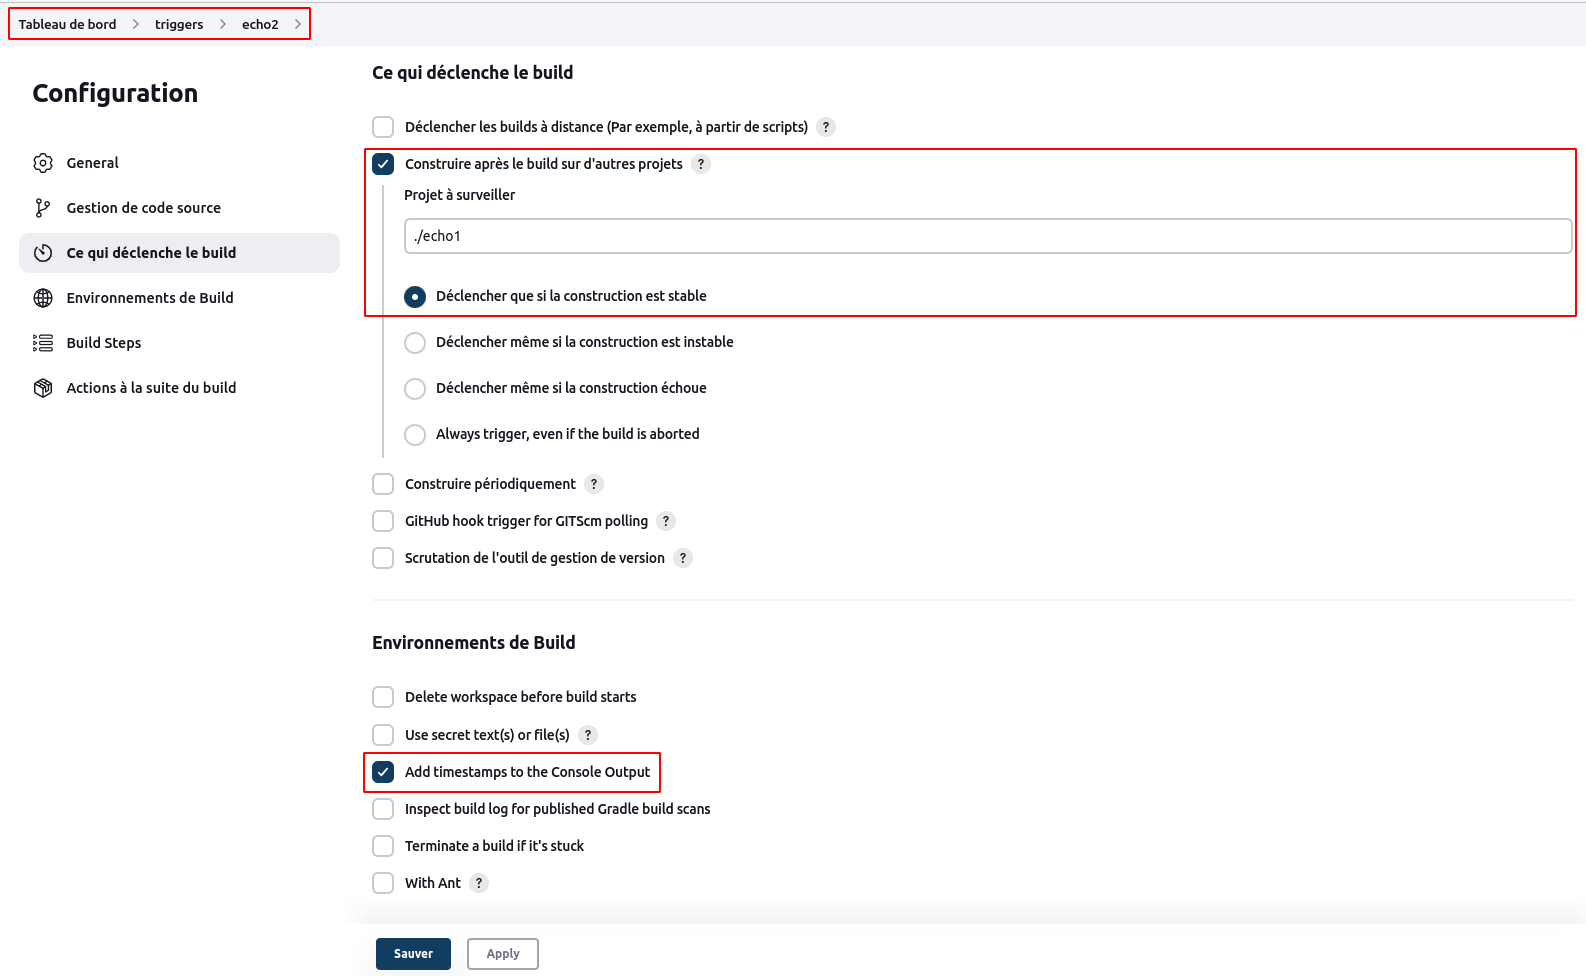 Tableau de bord > triggers > echo2 >
Configuration
General
Gestion de code source
Ce qui déclenche le build
Environnements de Build
Build Steps
Actions à la suite du build
Ce qui déclenche le build
Déclencher les builds à distance (Par exemple, à partir de scripts) ?
Construire après le build sur d'autres projets ?
Projet à surveiller
./echo1
Déclencher que si la construction est stable
Déclencher même si la construction est instable
Déclencher même si la construction échoue
Always trigger, even if the build is aborted
Construire périodiquement ?
GitHub hook trigger for GITScm polling ?
Scrutation de l'outil de gestion de version ?
Environnements de Build
Delete workspace before build starts
Use secret text(s) or file(s) ?
Add timestamps to the Console Output
Inspect build log for published Gradle build scans
Terminate a build if it's stuck
With Ant ?
Sauver Apply